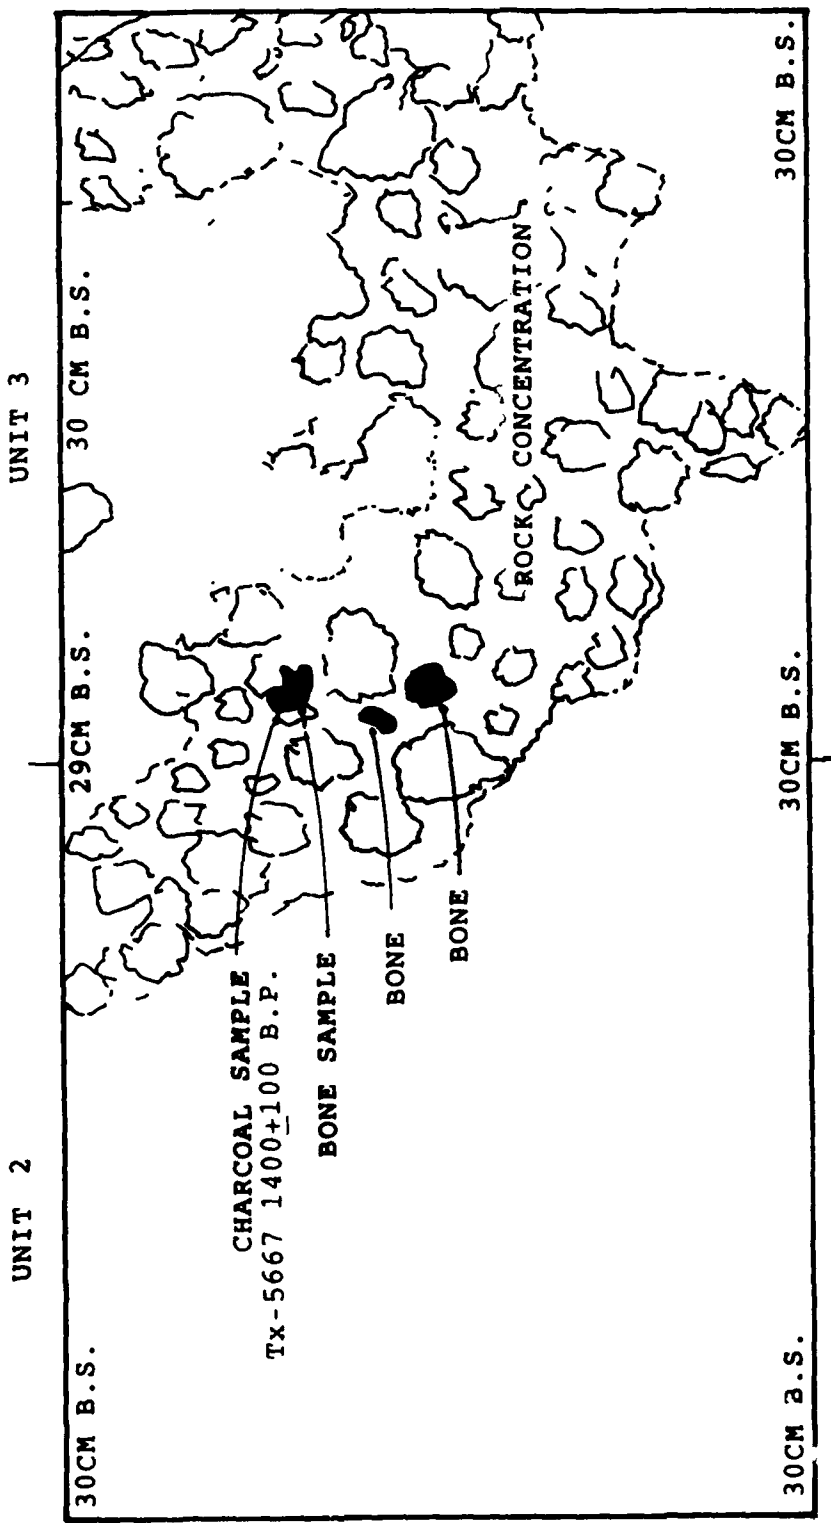 UNIT 2
UNIT 3
30CM B.S.
29CM B.S.
30 CM B.S.
CHARCOAL SAMPLE
Tx-5667 1400±100 B.P.
BONE SAMPLE
BONE
BONE
ROCK CONCENTRATION
30CM B.S.
30CM B.S.
30CM B.S.